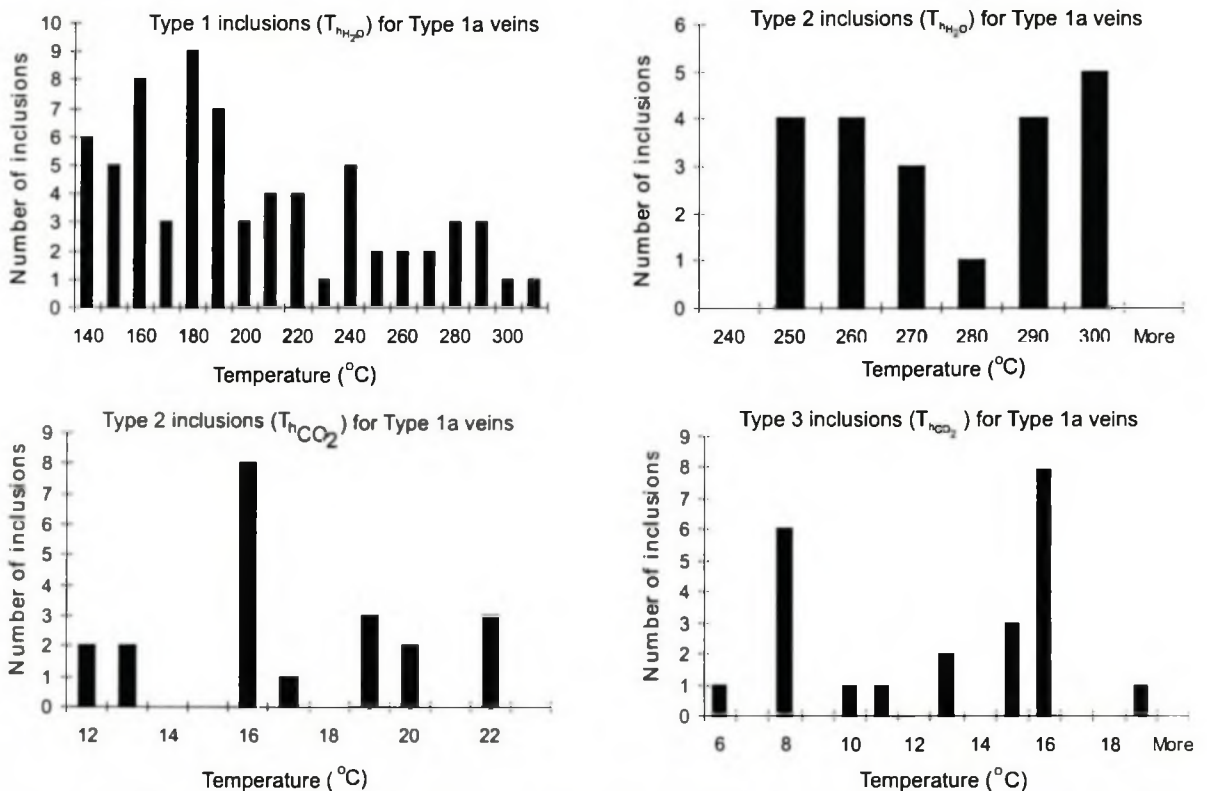 Type 1 inclusions (T_hH₂O) for Type 1a veins
10
9
8
7
6
5
4
3
2
1
0
Number of inclusions
140 160 180 200 220 240 260 280 300
Temperature (°C)
Type 2 inclusions (T_hH₂O) for Type 1a veins
6
5
4
3
2
1
0
Number of inclusions
240 250 260 270 280 290 300 More
Temperature (°C)
Type 2 inclusions (T_hCO₂) for Type 1a veins
9
8
7
6
5
4
3
2
1
0
Number of inclusions
12 14 16 18 20 22
Temperature (°C)
Type 3 inclusions (T_hCO₂) for Type 1a veins
9
8
7
6
5
4
3
2
1
0
Number of inclusions
6 8 10 12 14 16 18 More
Temperature (°C)